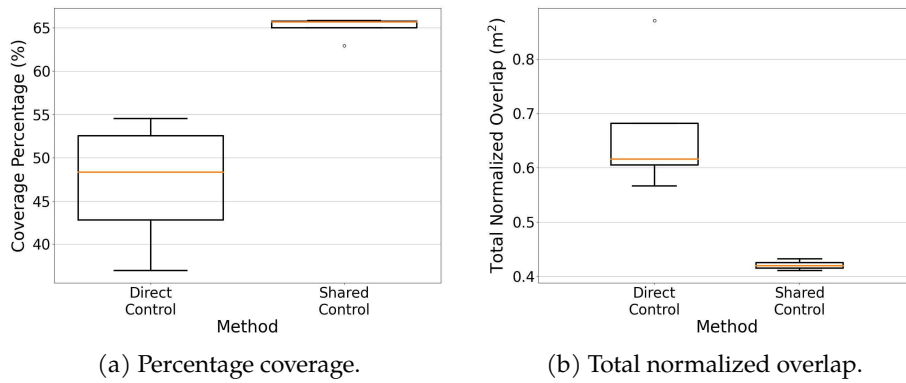 Coverage Percentage (%)
65
60
55
50
45
40
Direct
Control
Shared
Control
Method
(a) Percentage coverage.
Total Normalized Overlap (m²)
0.8
0.7
0.6
0.5
0.4
Direct
Control
Shared
Control
Method
(b) Total normalized overlap.